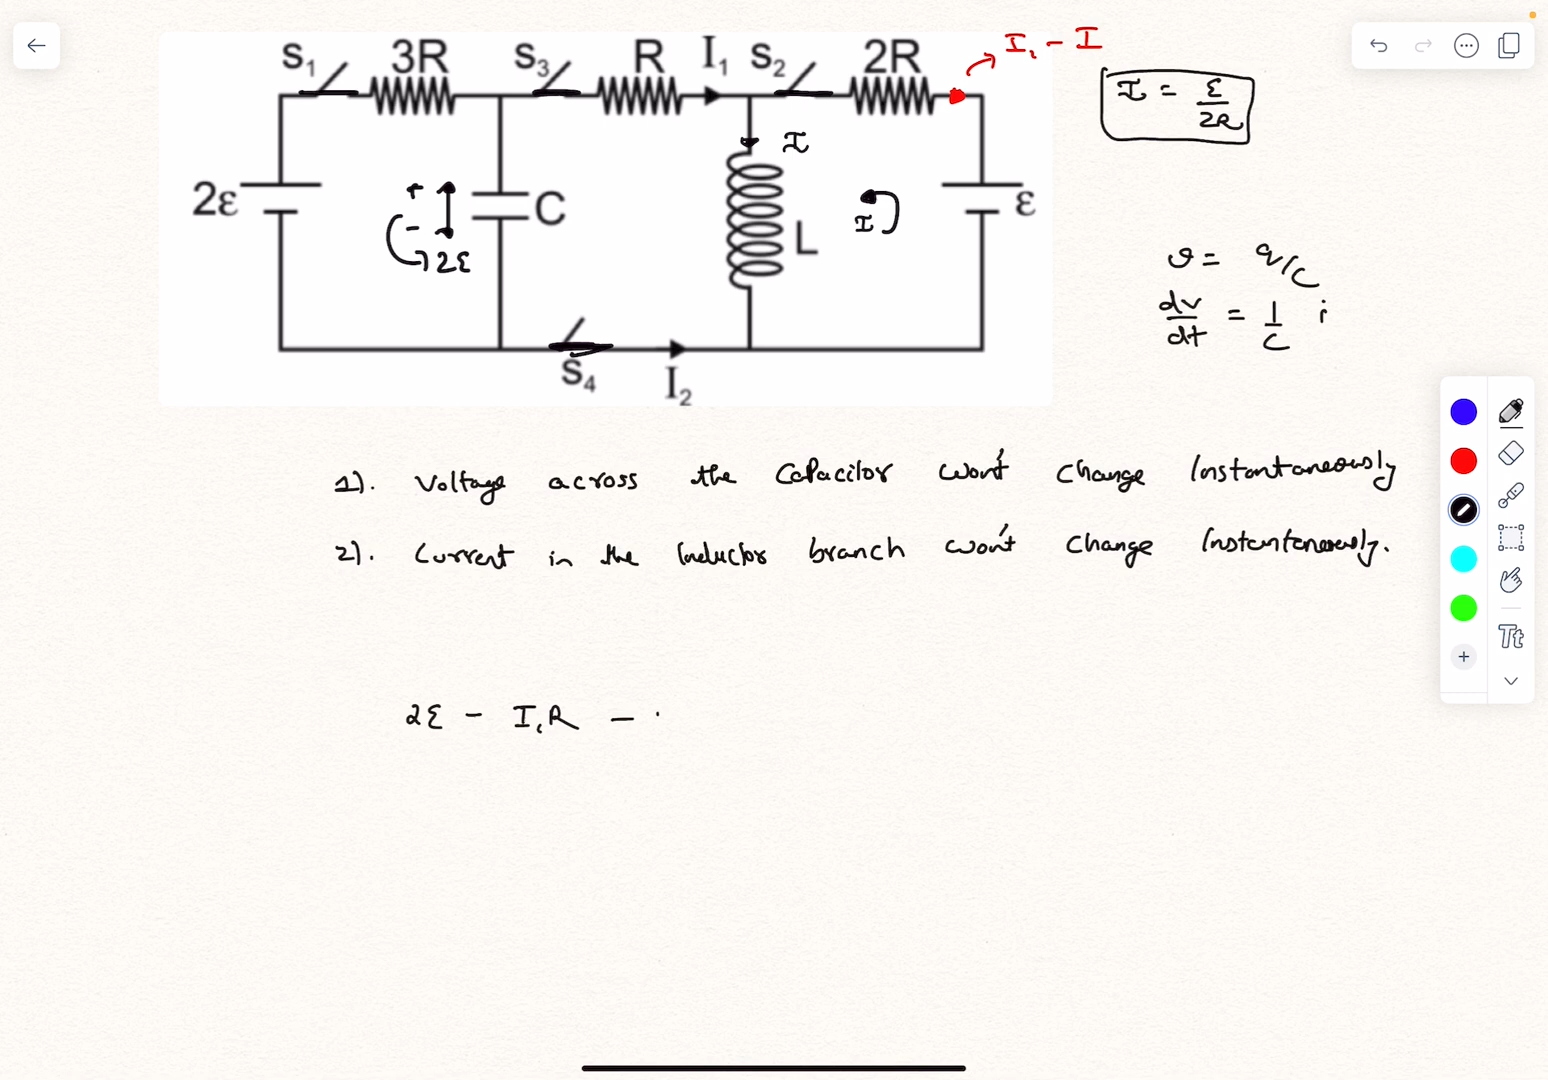 I₁ - I
S₁ 3R S₃ R I₁ S₂ 2R
I = ε/2R
I
2ε + - 2ε C L I ε
v = q/C
dv/dt = 1/C i
S₄ I₂
1). Voltage across the Capacitor won't change Instantaneously
2). Current in the Inductor branch won't change Instantaneously.
2ε - I₁R -
Tt